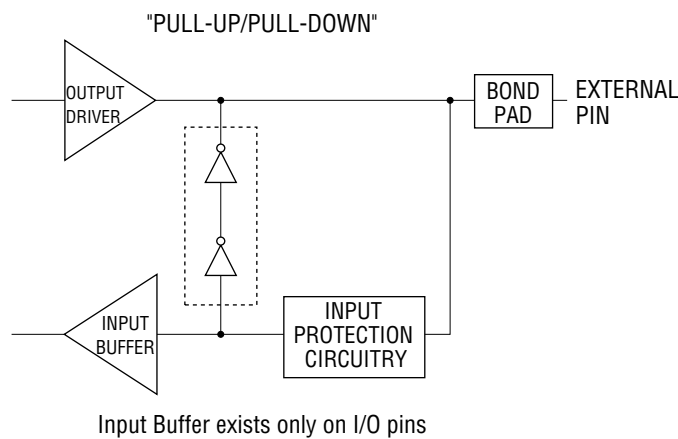 "PULL-UP/PULL-DOWN"
OUTPUT
DRIVER
BOND
PAD
EXTERNAL
PIN
INPUT
BUFFER
INPUT
PROTECTION
CIRCUITRY
Input Buffer exists only on I/O pins